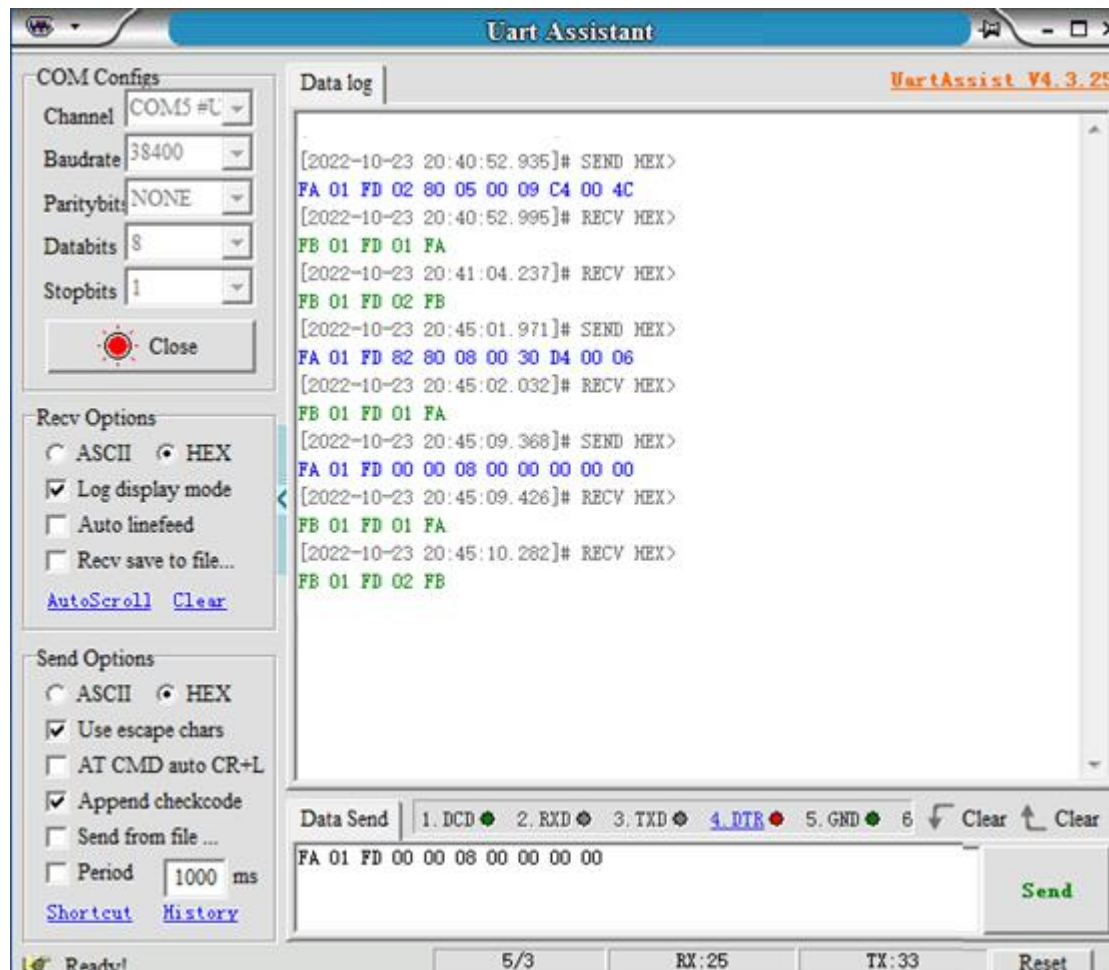 Uart Assistant
COM Configs
Channel COM5 #U
Baudrate 38400
Paritybits NONE
Databits 8
Stopbits 1
Close
Recv Options
ASCII HEX
Log display mode
Auto linefeed
Recv save to file...
AutoScroll Clear
Send Options
ASCII HEX
Use escape chars
AT CMD auto CR+L
Append checkcode
Send from file ...
Period 1000 ms
Shortcut History
Data log
UartAssist V4.3.25
[2022-10-23 20:40:52.935]# SEND HEX>
FA 01 FD 02 80 05 00 09 C4 00 4C
[2022-10-23 20:40:52.995]# RECV HEX>
FB 01 FD 01 FA
[2022-10-23 20:41:04.237]# RECV HEX>
FB 01 FD 02 FB
[2022-10-23 20:45:01.971]# SEND HEX>
FA 01 FD 82 80 08 00 30 D4 00 06
[2022-10-23 20:45:02.032]# RECV HEX>
FB 01 FD 01 FA
[2022-10-23 20:45:09.368]# SEND HEX>
FA 01 FD 00 00 08 00 00 00 00 00
[2022-10-23 20:45:09.426]# RECV HEX>
FB 01 FD 01 FA
[2022-10-23 20:45:10.282]# RECV HEX>
FB 01 FD 02 FB
Data Send 1. DCD 2. RXD 3. TXD 4. DTR 5. GND 6 Clear Clear
FA 01 FD 00 00 08 00 00 00 00
Send
Ready! 5/3 RX:25 TX:33 Reset